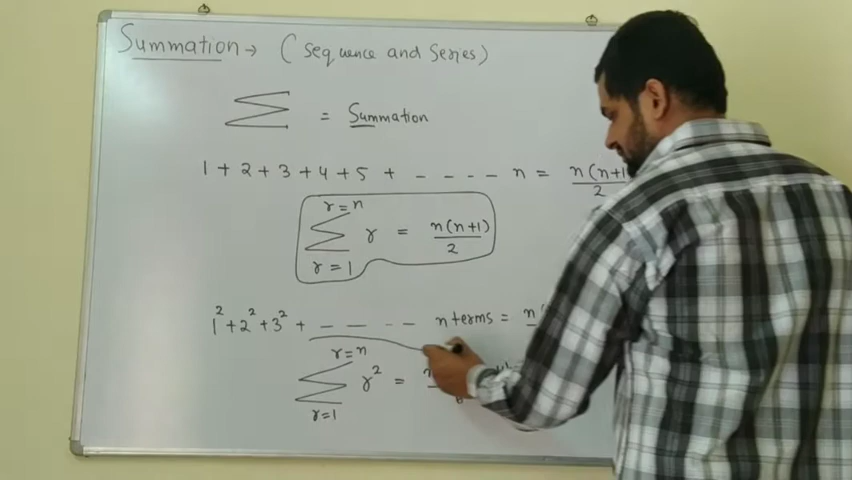 Summation → (Sequence and Series)
∑ = Summation
1 + 2 + 3 + 4 + 5 + - - - - n = n(n+1) / 2
r=n
∑ r = n(n+1) / 2
r=1
1² + 2² + 3² + - - - - n terms = n
r=n
∑ r² =
r=1